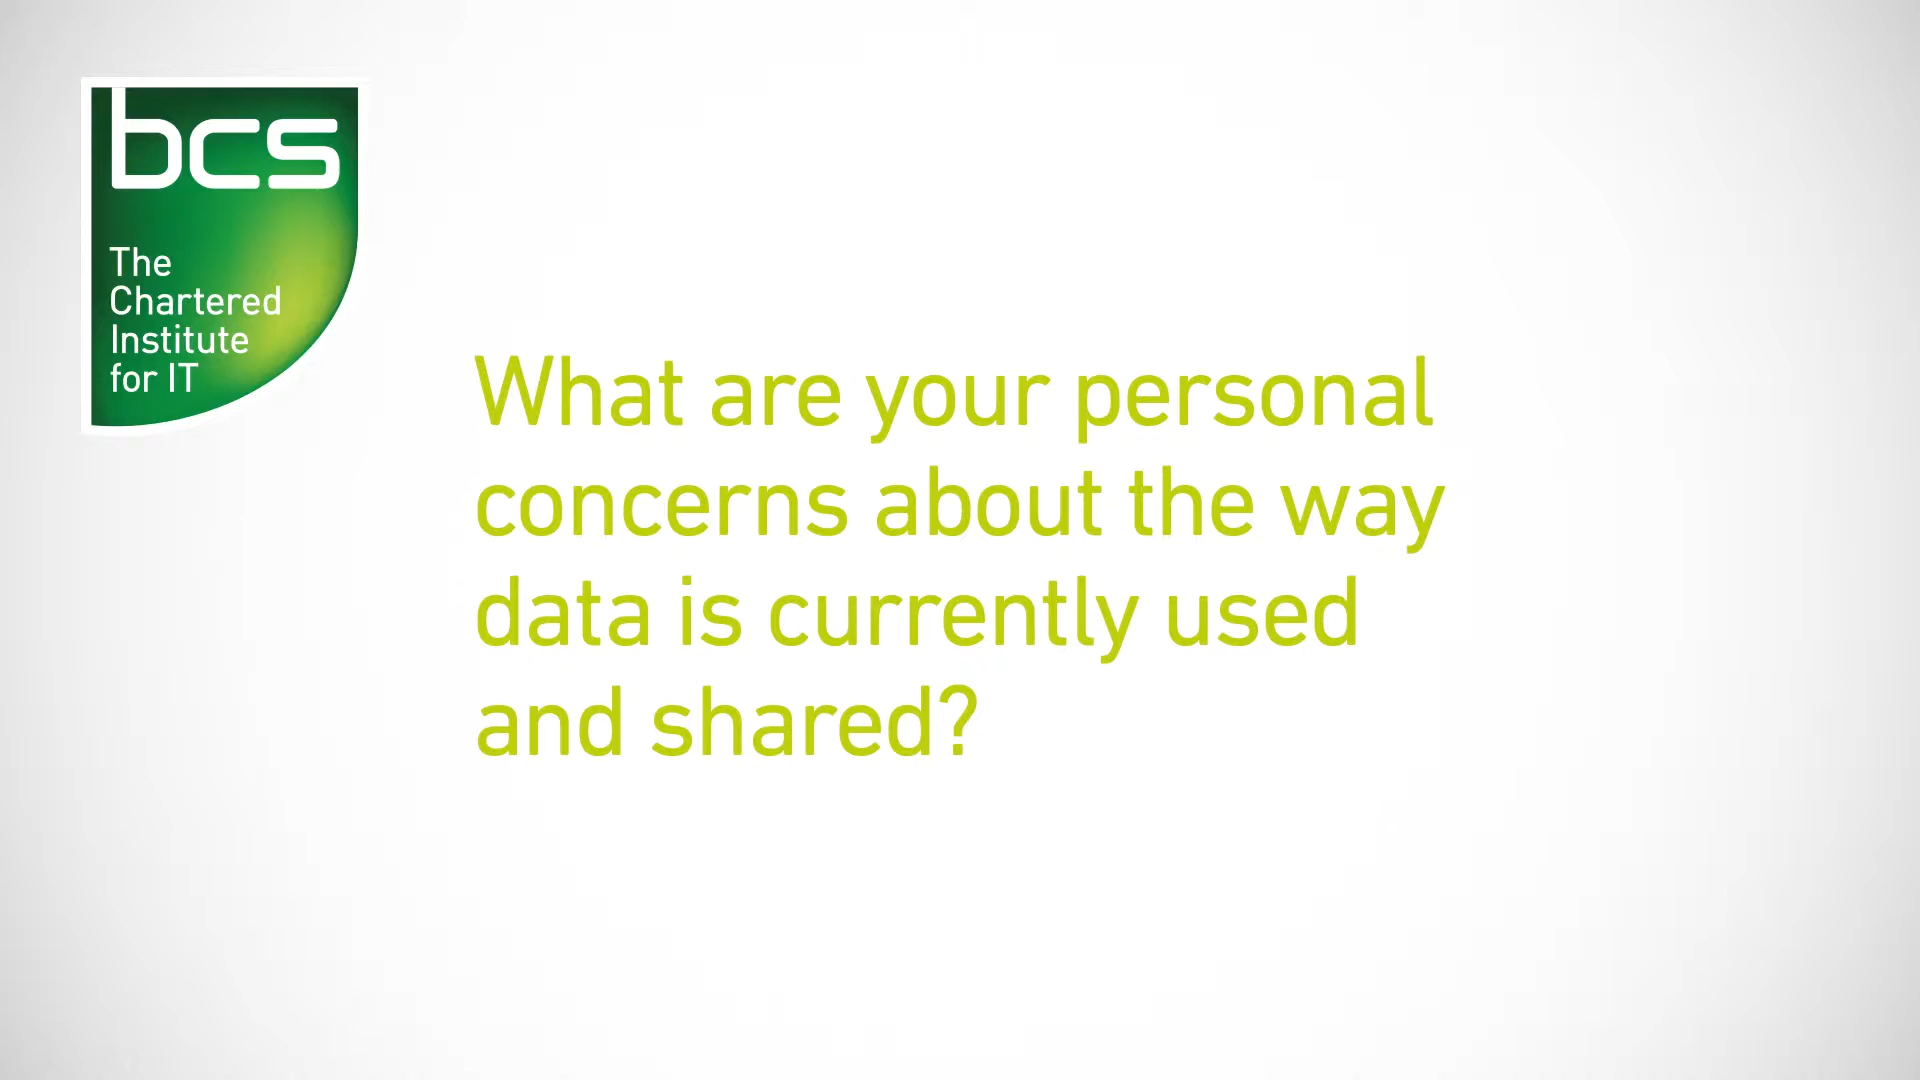 bcs
The
Chartered
Institute
for IT
What are your personal
concerns about the way
data is currently used
and shared?